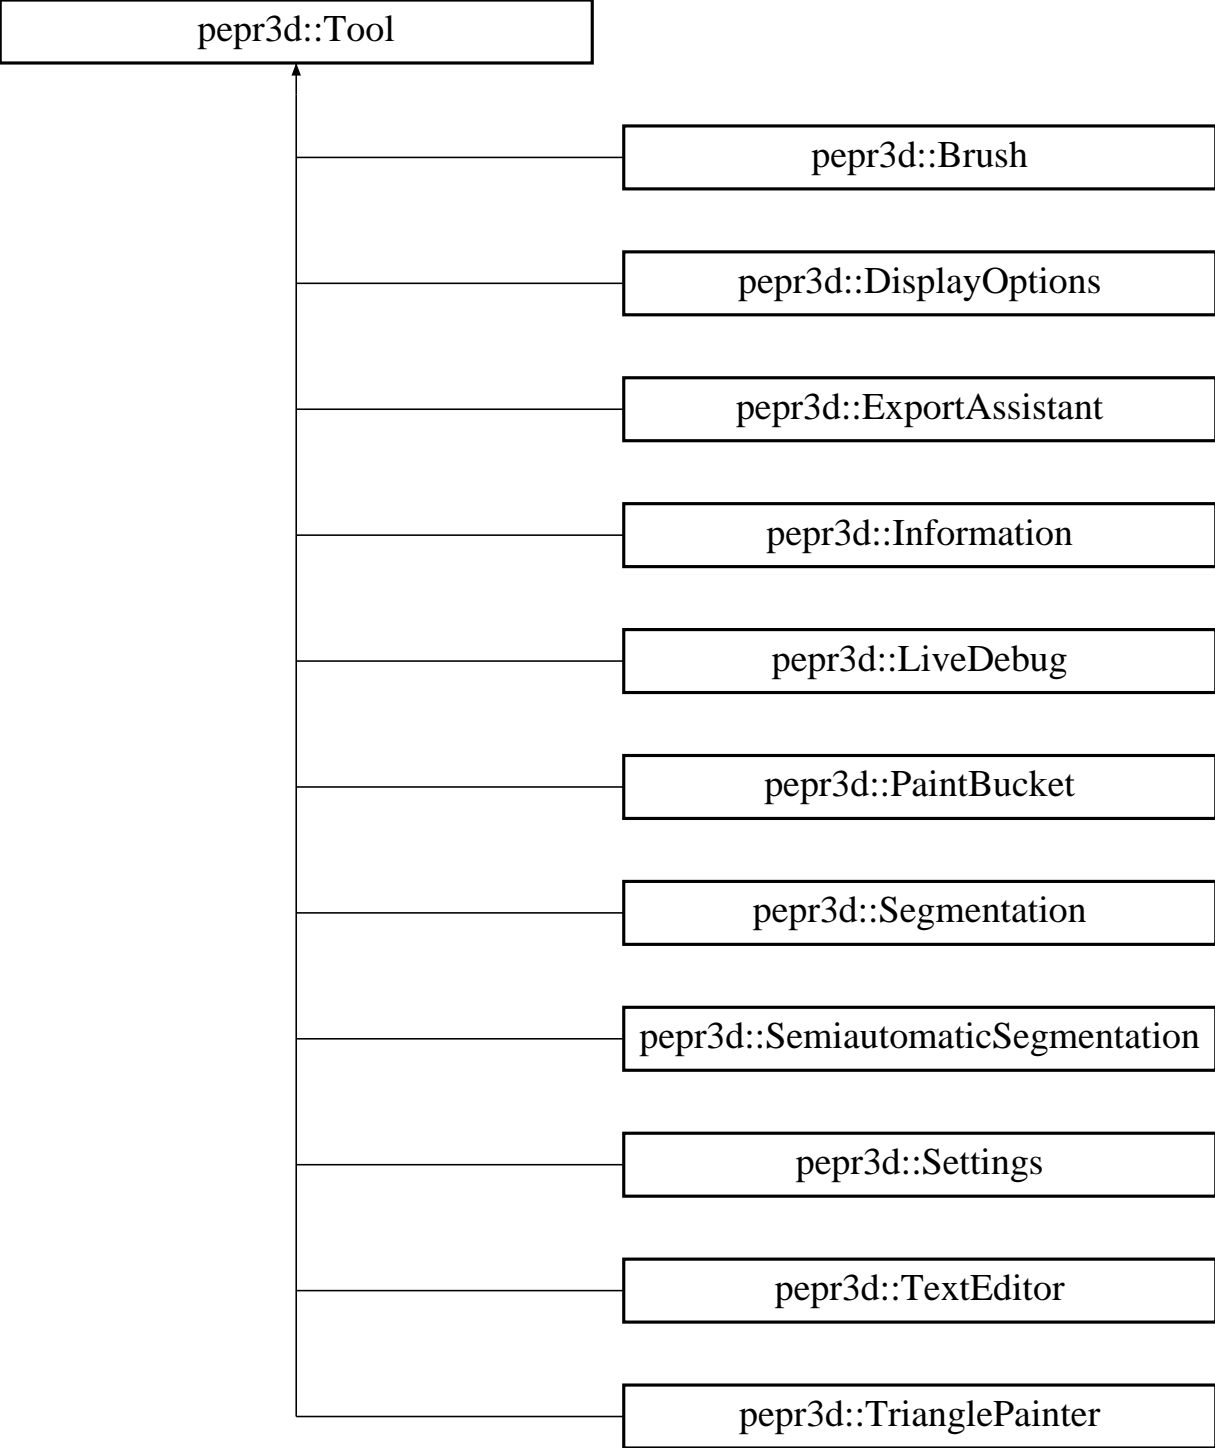 pepr3d::Tool
pepr3d::Brush
pepr3d::DisplayOptions
pepr3d::ExportAssistant
pepr3d::Information
pepr3d::LiveDebug
pepr3d::PaintBucket
pepr3d::Segmentation
pepr3d::SemiautomaticSegmentation
pepr3d::Settings
pepr3d::TextEditor
pepr3d::TrianglePainter